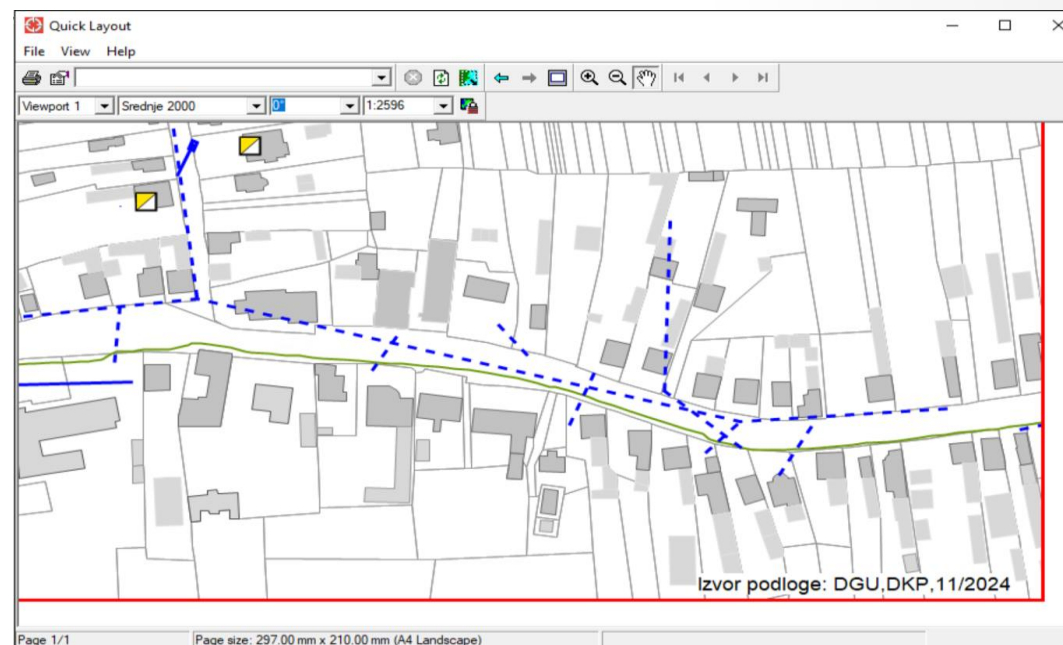 Quick Layout
File View Help
Viewport 1 Srednje 2000 0° 1:2596
Izvor podloge: DGU,DKP,11/2024
Page 1/1 Page size: 297.00 mm x 210.00 mm (A4 Landscape)